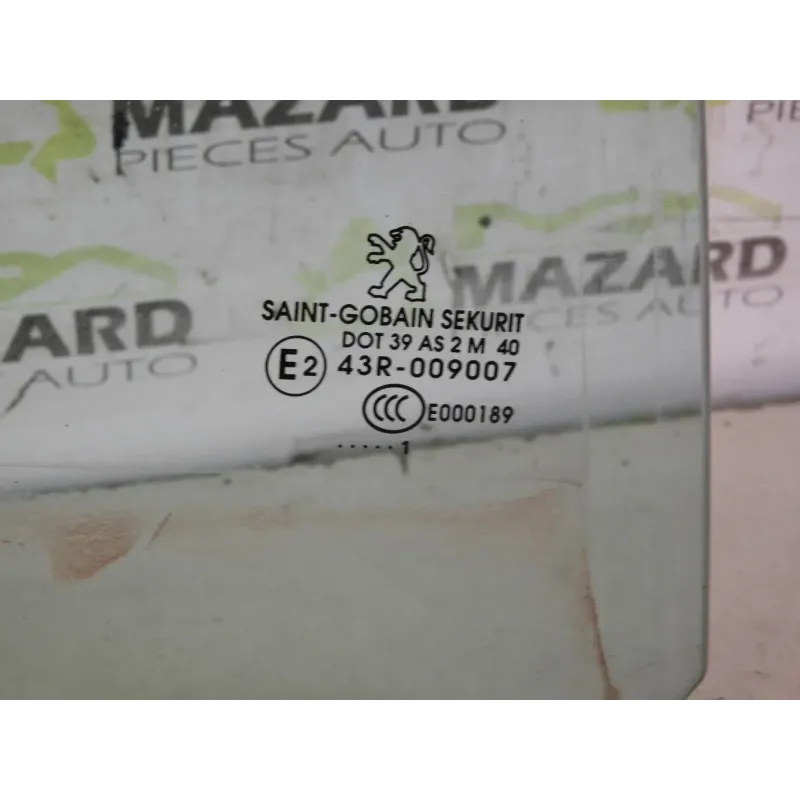 MAZARD
PIECES AUTO
PIE
MAZARD
CES AUTO
ARD
AUTO
SAINT-GOBAIN SEKURIT
DOT 39 AS 2 M 40
E2 43R-009007
CCC E000189
.....1